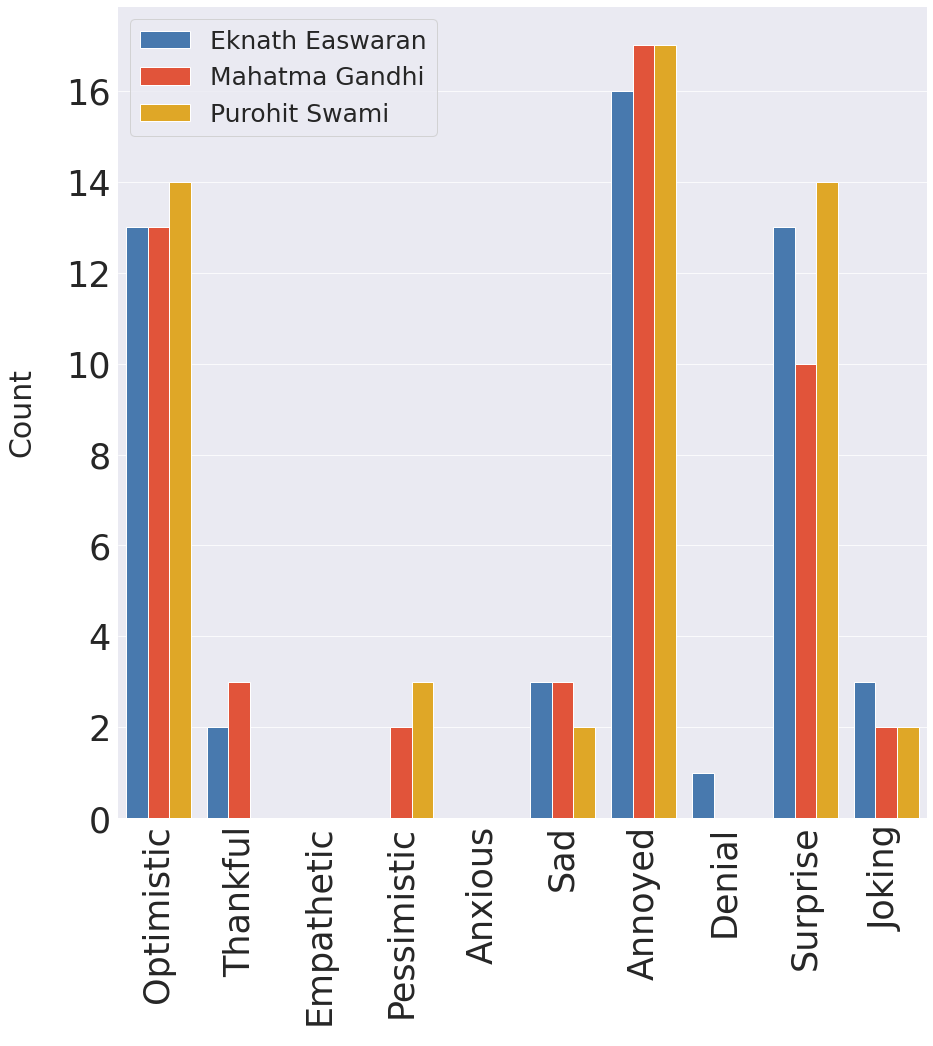 Eknath Easwaran
Mahatma Gandhi
Purohit Swami
Count
16
14
12
10
8
6
4
2
0
Optimistic
Thankful
Empathetic
Pessimistic
Anxious
Sad
Annoyed
Denial
Surprise
Joking